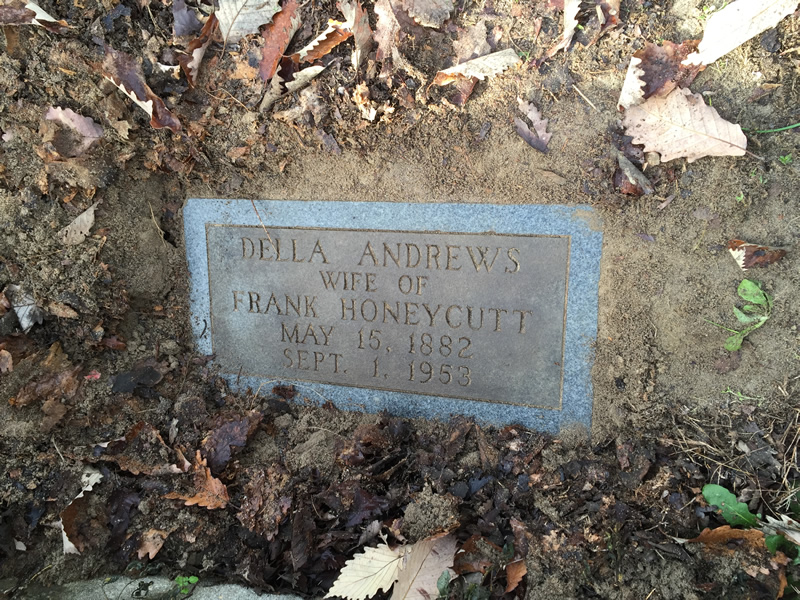 DELLA ANDREWS
WIFE OF
FRANK HONEYCUTT
MAY 15, 1882
SEPT. 1, 1953